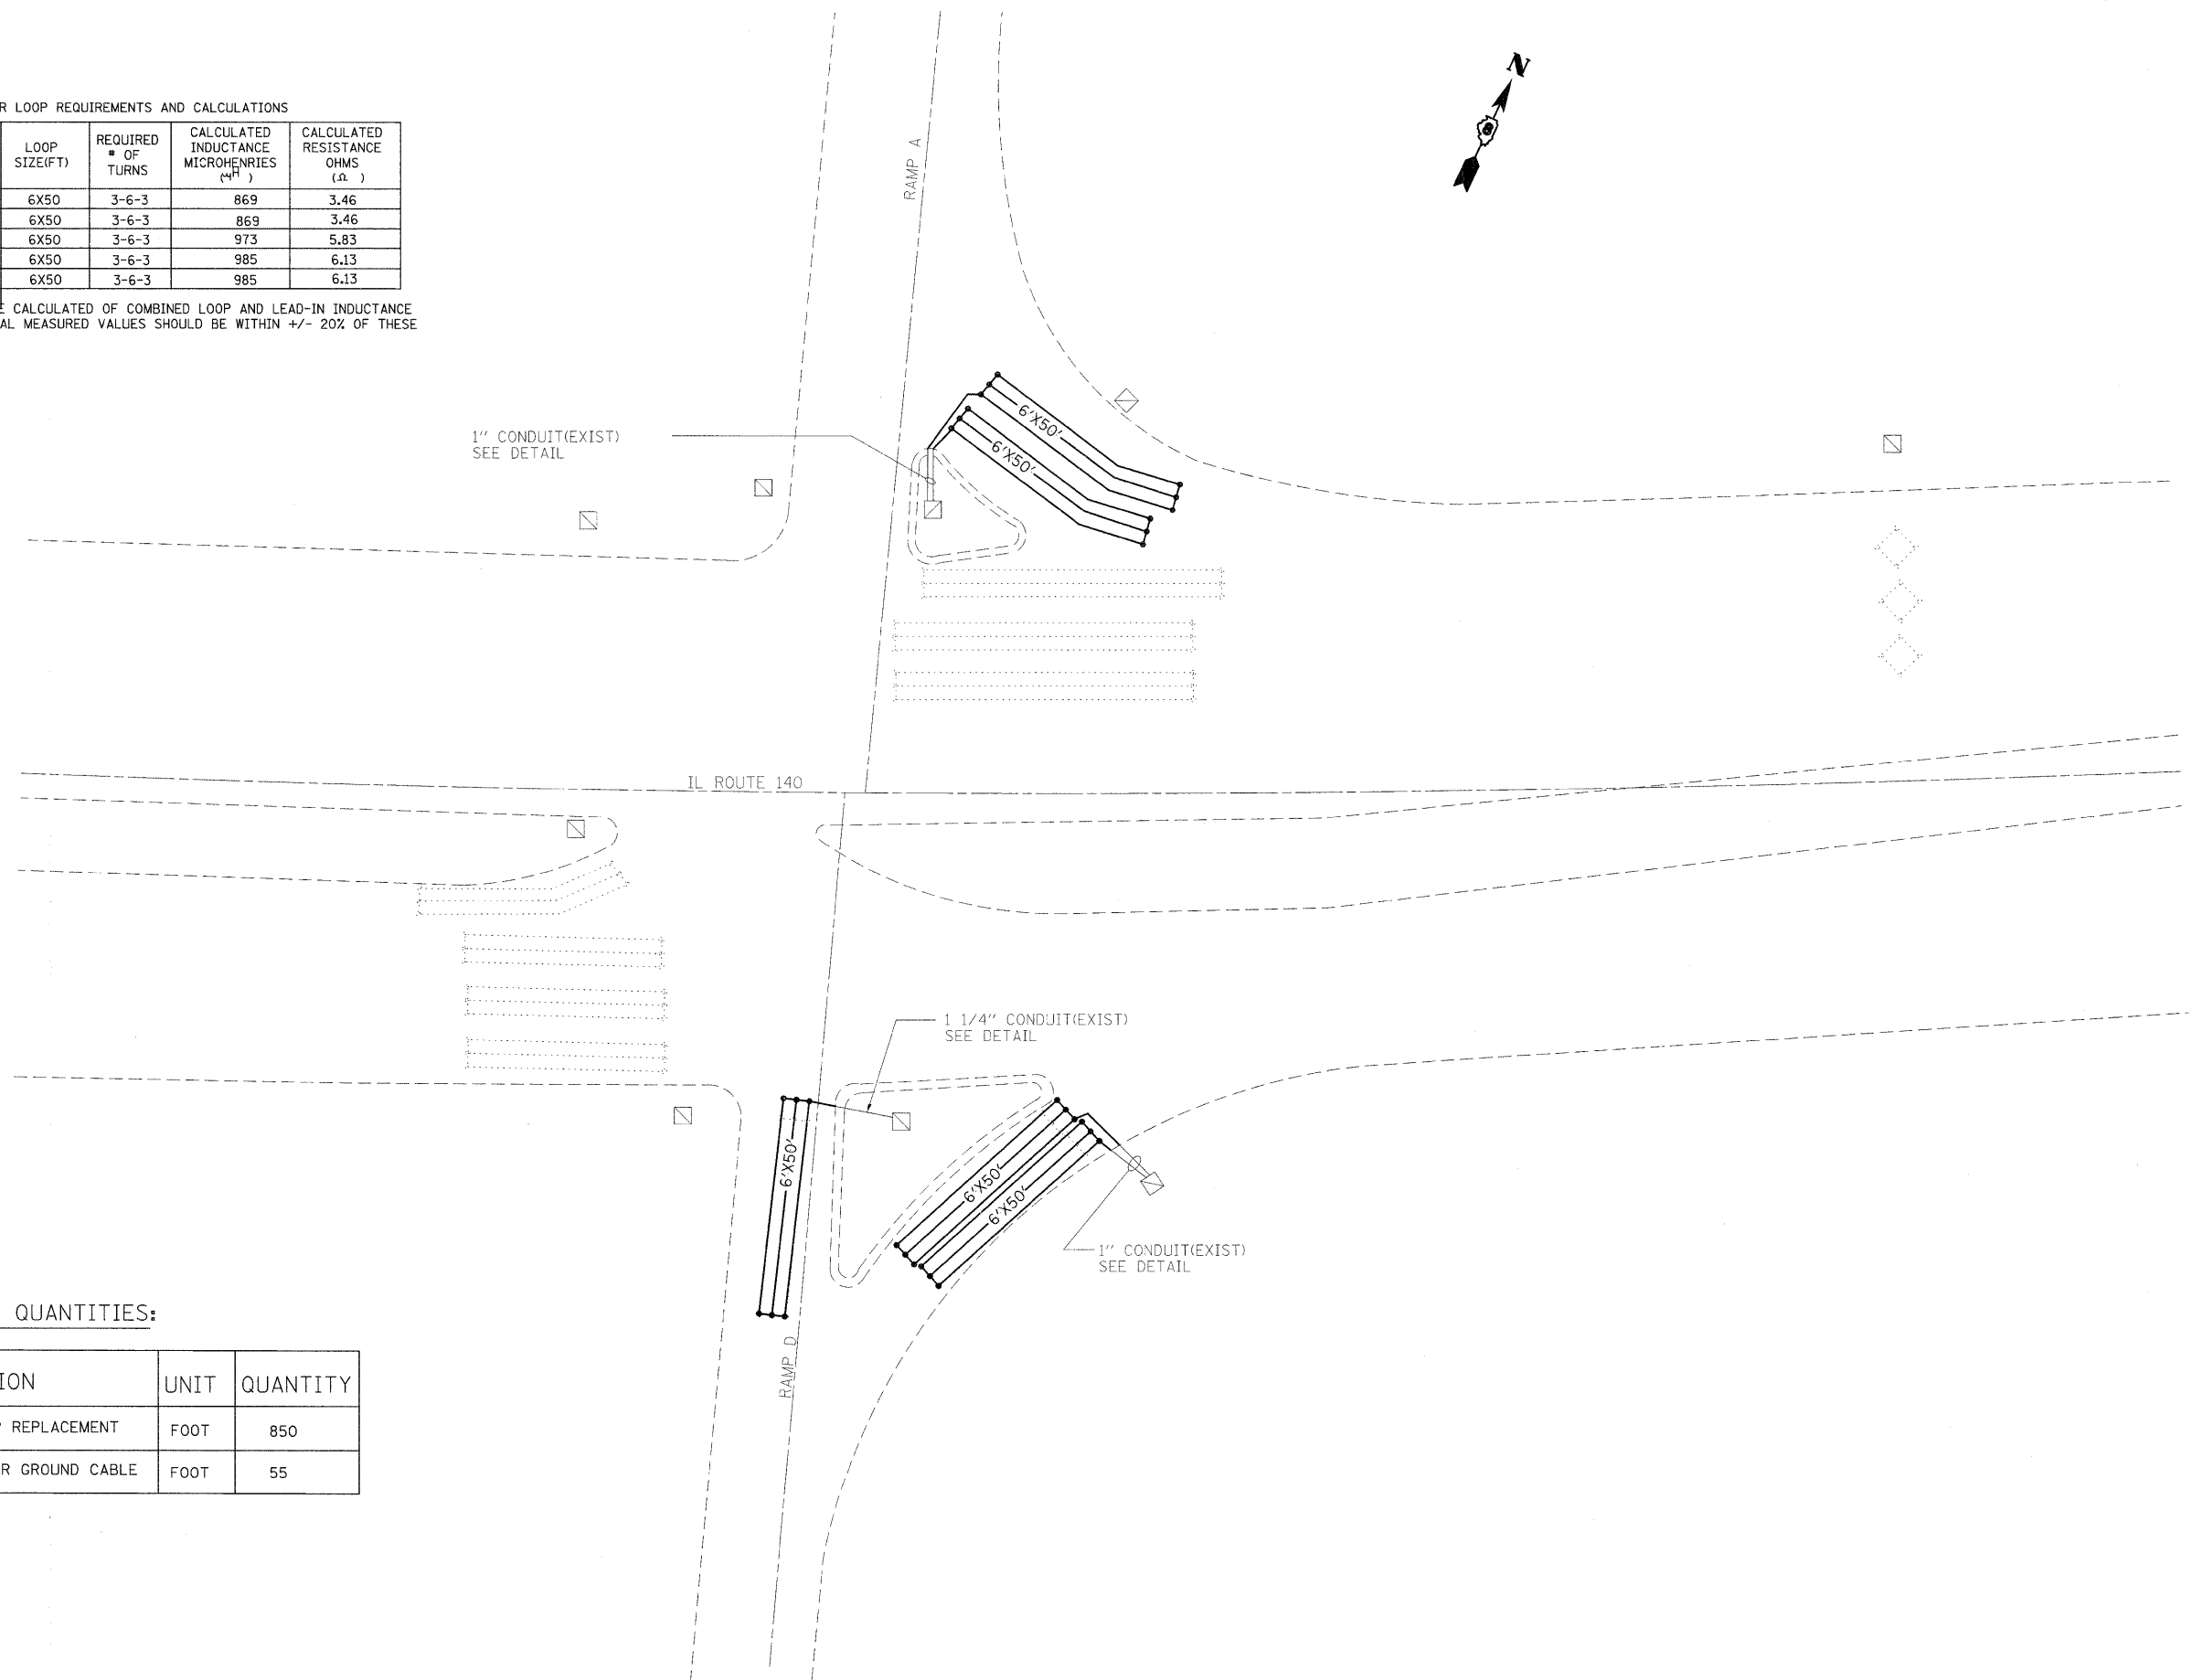 N
R LOOP REQUIREMENTS AND CALCULATIONS
LOOP SIZE(FT) REQUIRED # OF TURNS CALCULATED INDUCTANCE MICROHENRIES CALCULATED RESISTANCE OHMS (Ω)
6X50 3-6-3 869 3.46
6X50 3-6-3 869 3.46
6X50 3-6-3 973 5.83
6X50 3-6-3 985 6.13
6X50 3-6-3 985 6.13
CALCULATED OF COMBINED LOOP AND LEAD-IN INDUCTANCE
AL MEASURED VALUES SHOULD BE WITHIN +/- 20% OF THESE
RAMP A
6'X50'
6'X50'
1" CONDUIT(EXIST)
SEE DETAIL
IL ROUTE 140
1 1/4" CONDUIT(EXIST)
SEE DETAIL
6'X50'
6'X50'
6'X50'
1" CONDUIT(EXIST)
SEE DETAIL
RAMP D
QUANTITIES:
ION UNIT QUANTITY
REPLACEMENT FOOT 850
R GROUND CABLE FOOT 55